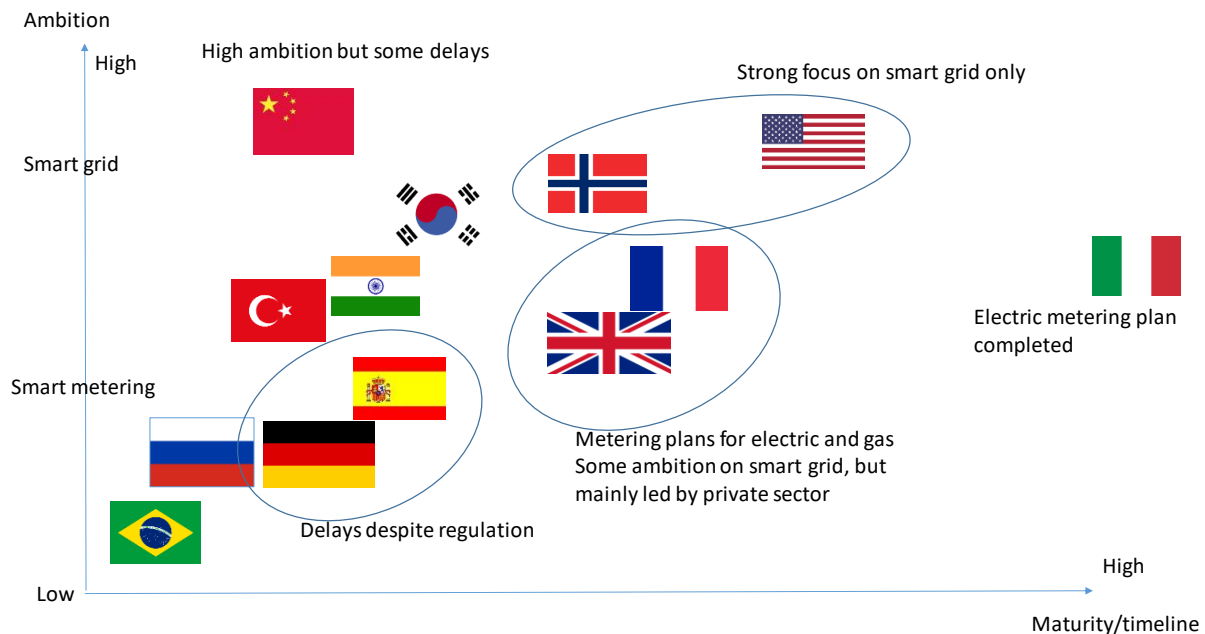 Ambition
High
High ambition but some delays
Strong focus on smart grid only
Smart grid
Electric metering plan
completed
Smart metering
Metering plans for electric and gas
Some ambition on smart grid, but
mainly led by private sector
Delays despite regulation
High
Low
Maturity/timeline